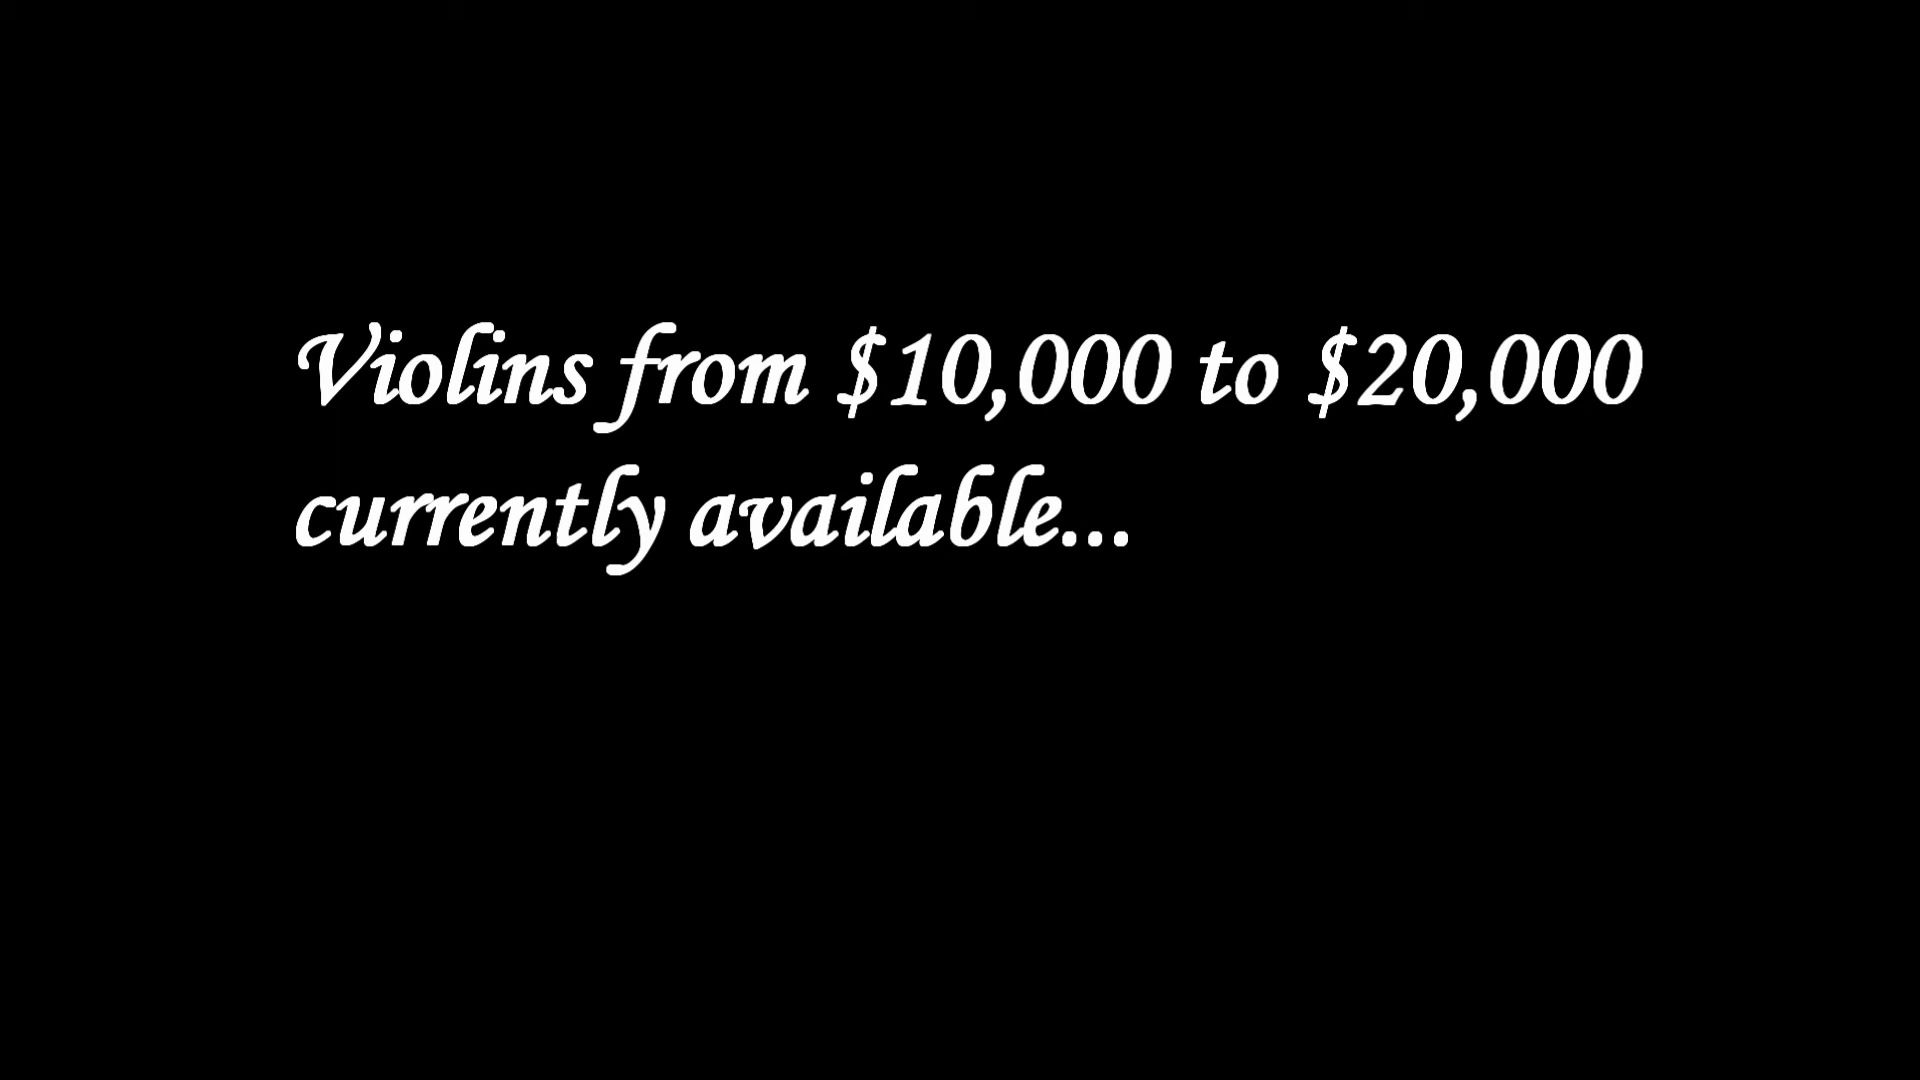 Violins from $10,000 to $20,000
currently available...